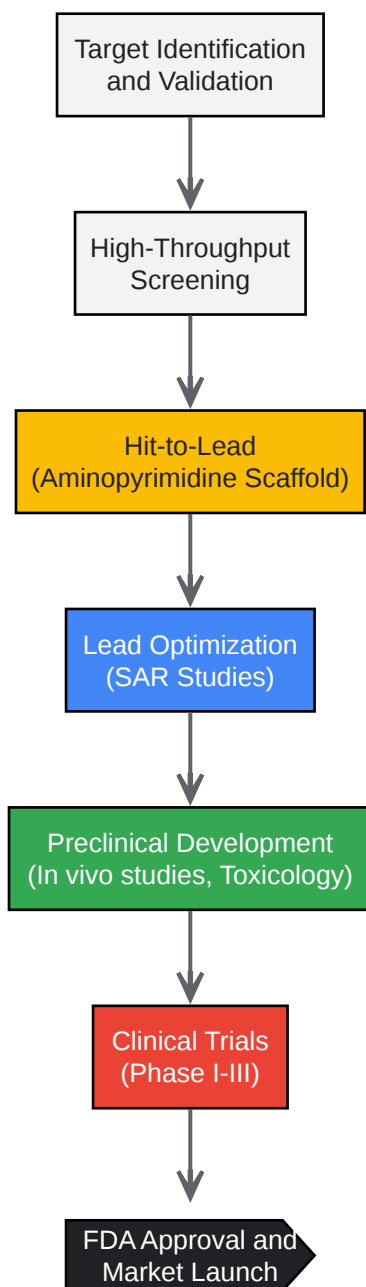 Target Identification
and Validation
High-Throughput
Screening
Hit-to-Lead
(Aminopyrimidine Scaffold)
Lead Optimization
(SAR Studies)
Preclinical Development
(In vivo studies, Toxicology)
Clinical Trials
(Phase I-III)
FDA Approval and
Market Launch